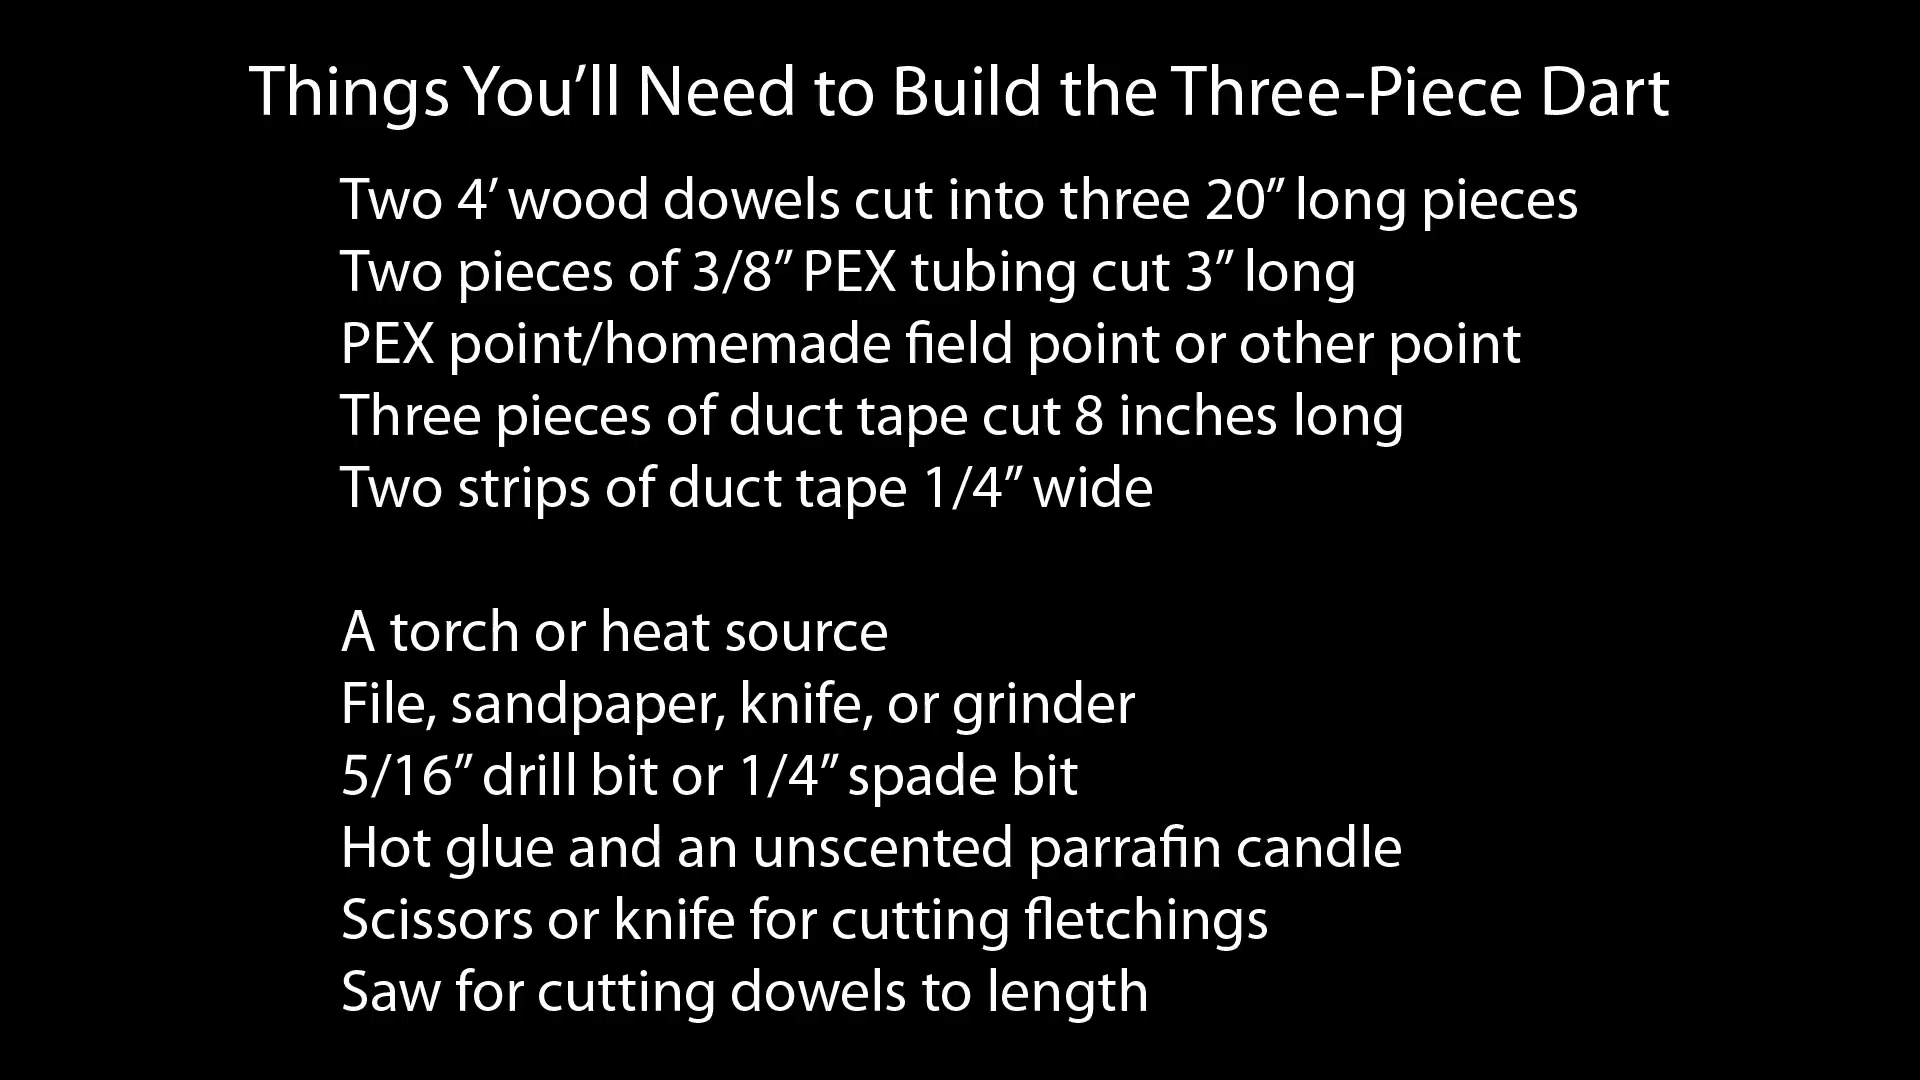 Things You’ll Need to Build the Three-Piece Dart
Two 4’ wood dowels cut into three 20” long pieces
Two pieces of 3/8” PEX tubing cut 3” long
PEX point/homemade field point or other point
Three pieces of duct tape cut 8 inches long
Two strips of duct tape 1/4” wide
A torch or heat source
File, sandpaper, knife, or grinder
5/16” drill bit or 1/4” spade bit
Hot glue and an unscented parrafin candle
Scissors or knife for cutting fletchings
Saw for cutting dowels to length